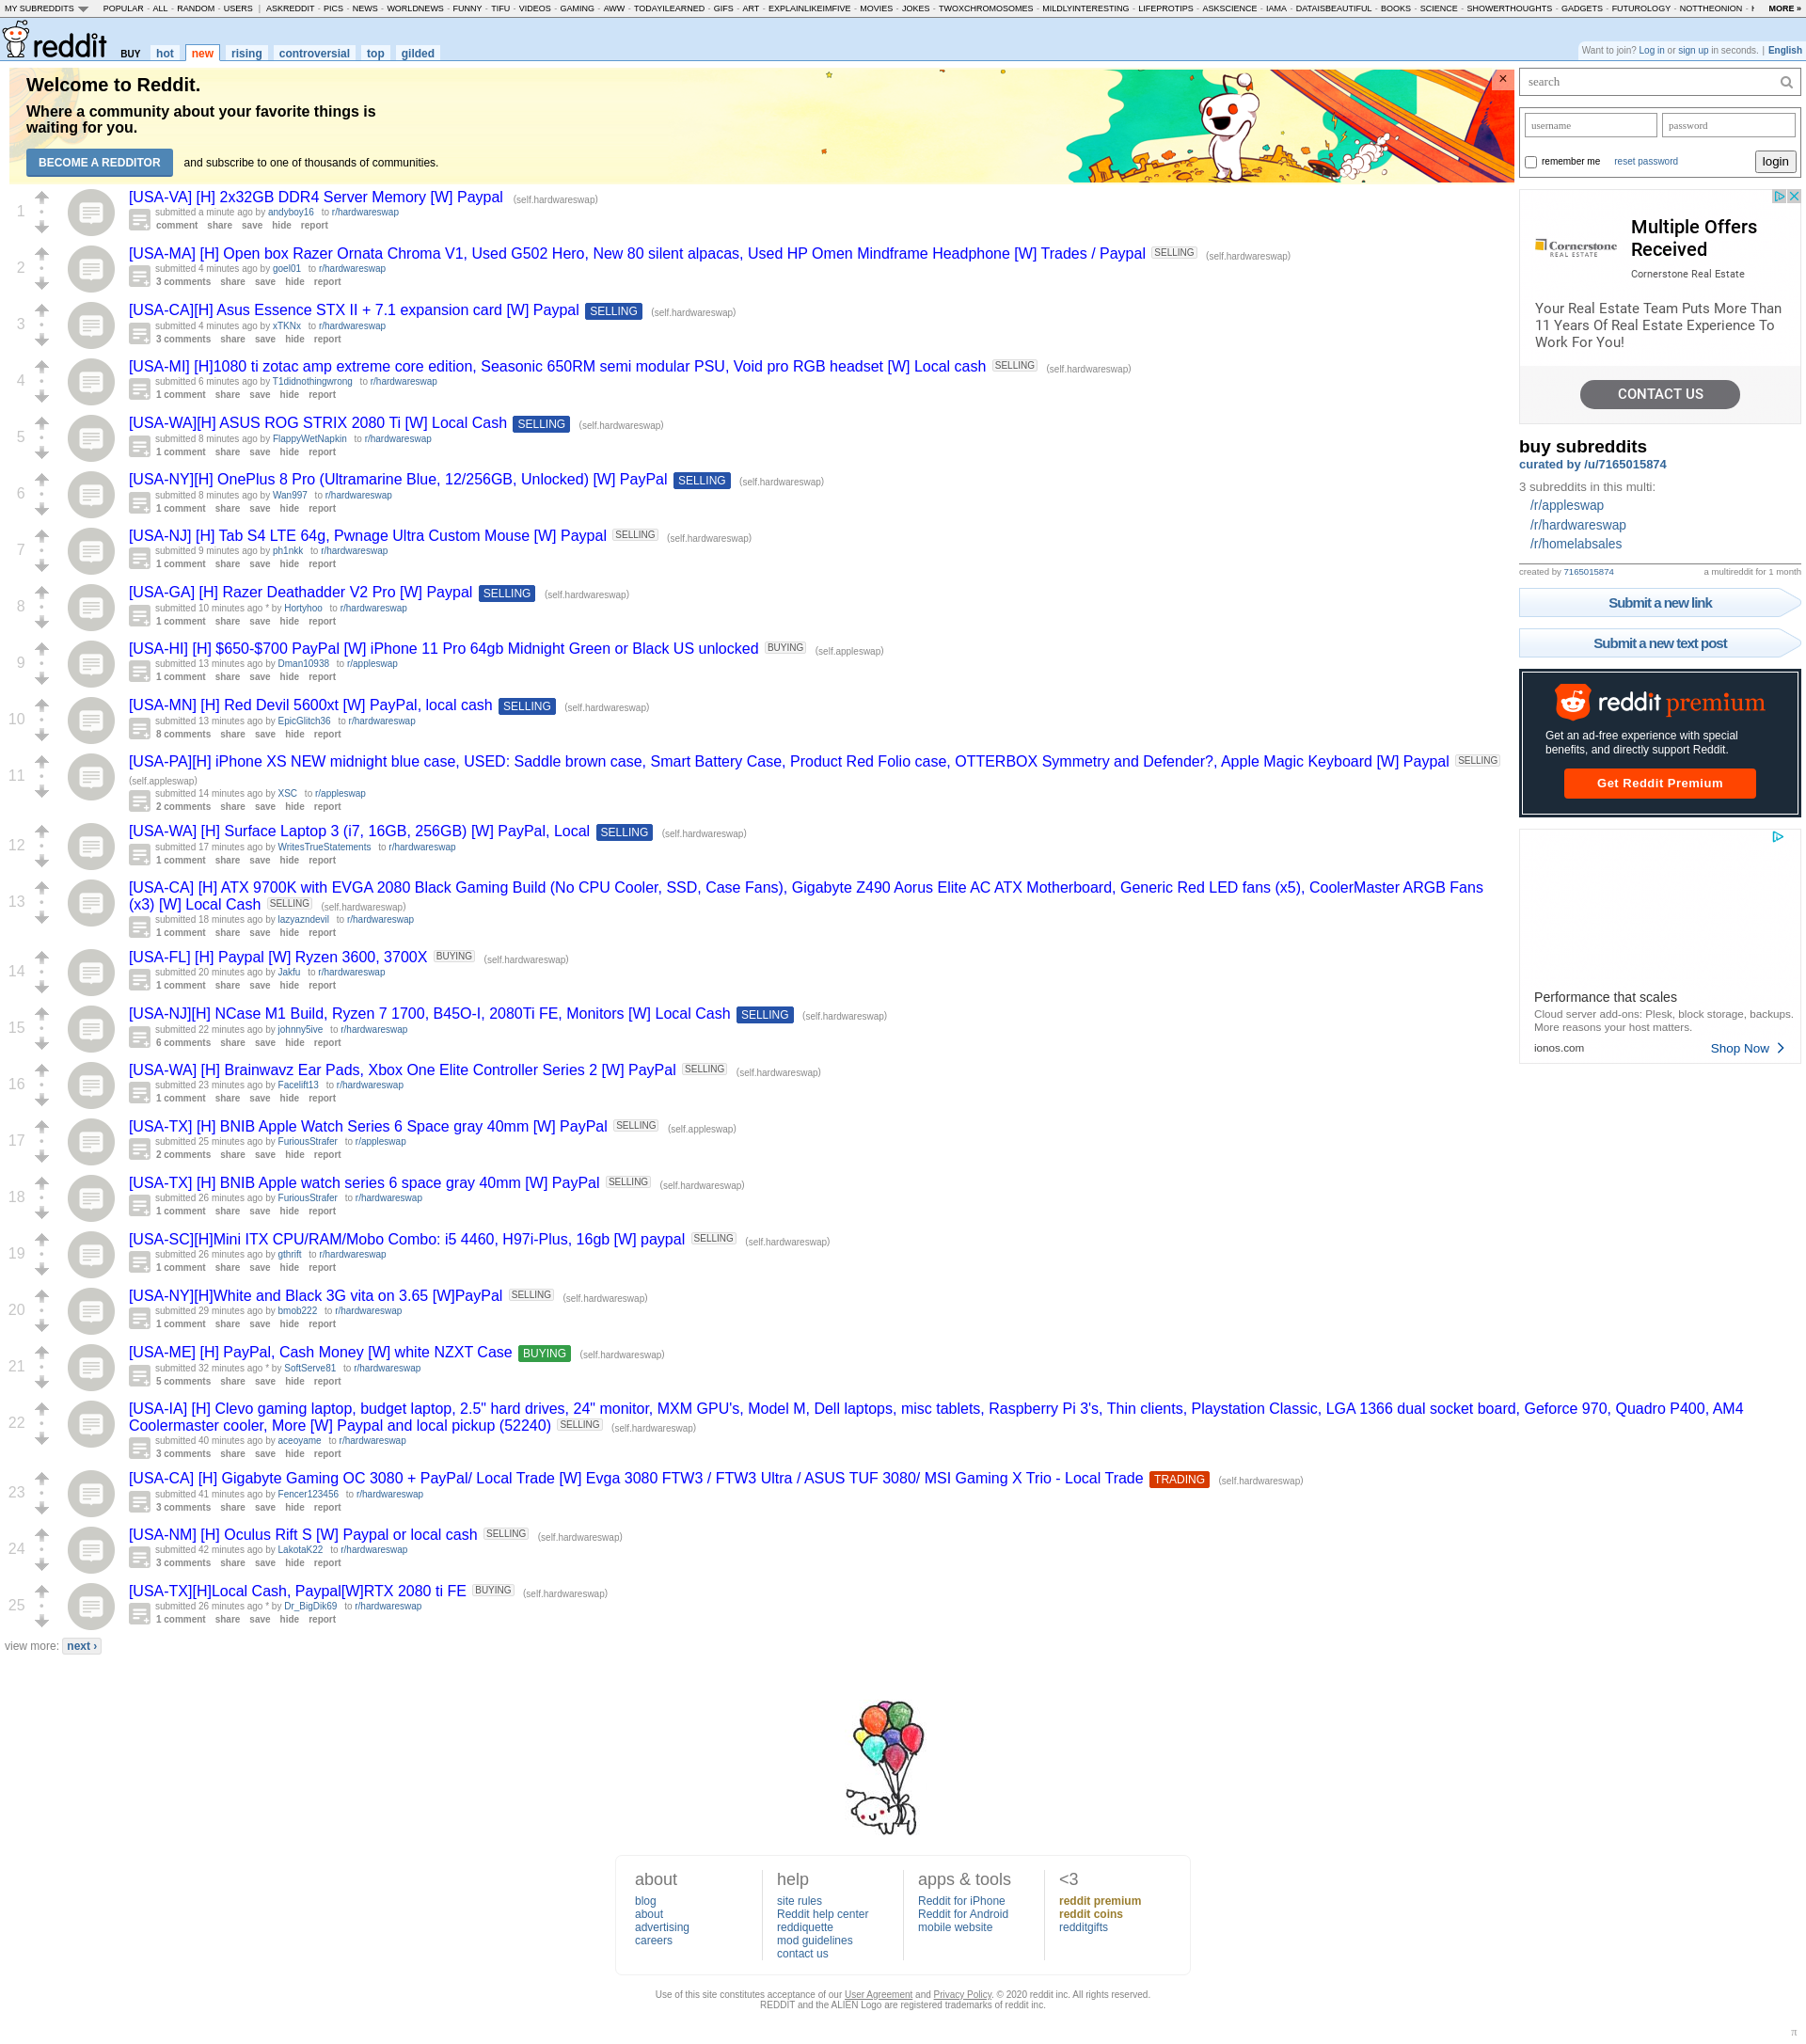 MY SUBREDDITS POPULAR - ALL - RANDOM - USERS | ASKREDDIT - PICS - NEWS - WORLDNEWS - FUNNY - TIFU - VIDEOS - GAMING - AWW - TODAYILEARNED - GIFS - ART - EXPLAINLIKEIMFIVE - MOVIES - JOKES - TWOXCHROMOSOMES - MILDLYINTERESTING - LIFEPROTIPS - ASKSCIENCE - IAMA - DATAISBEAUTIFUL - BOOKS - SCIENCE - SHOWERTHOUGHTS - GADGETS - FUTUROLOGY - NOTTHEONION - MORE »
reddit BUY hot new rising controversial top gilded
Want to join? Log in or sign up in seconds. | English
Welcome to Reddit.
Where a community about your favorite things is
waiting for you.
BECOME A REDDITOR and subscribe to one of thousands of communities.
×
1
[USA-VA] [H] 2x32GB DDR4 Server Memory [W] Paypal (self.hardwareswap)
submitted a minute ago by andyboy16 to r/hardwareswap
comment share save hide report
2
[USA-MA] [H] Open box Razer Ornata Chroma V1, Used G502 Hero, New 80 silent alpacas, Used HP Omen Mindframe Headphone [W] Trades / Paypal SELLING (self.hardwareswap)
submitted 4 minutes ago by goel01 to r/hardwareswap
3 comments share save hide report
3
[USA-CA][H] Asus Essence STX II + 7.1 expansion card [W] Paypal SELLING (self.hardwareswap)
submitted 4 minutes ago by xTKNx to r/hardwareswap
3 comments share save hide report
4
[USA-MI] [H]1080 ti zotac amp extreme core edition, Seasonic 650RM semi modular PSU, Void pro RGB headset [W] Local cash SELLING (self.hardwareswap)
submitted 6 minutes ago by T1didnothingwrong to r/hardwareswap
1 comment share save hide report
5
[USA-WA][H] ASUS ROG STRIX 2080 Ti [W] Local Cash SELLING (self.hardwareswap)
submitted 8 minutes ago by FlappyWetNapkin to r/hardwareswap
1 comment share save hide report
6
[USA-NY][H] OnePlus 8 Pro (Ultramarine Blue, 12/256GB, Unlocked) [W] PayPal SELLING (self.hardwareswap)
submitted 8 minutes ago by Wan997 to r/hardwareswap
1 comment share save hide report
7
[USA-NJ] [H] Tab S4 LTE 64g, Pwnage Ultra Custom Mouse [W] Paypal SELLING (self.hardwareswap)
submitted 9 minutes ago by ph1nkk to r/hardwareswap
1 comment share save hide report
8
[USA-GA] [H] Razer Deathadder V2 Pro [W] Paypal SELLING (self.hardwareswap)
submitted 10 minutes ago * by Hortyhoo to r/hardwareswap
1 comment share save hide report
9
[USA-HI] [H] $650-$700 PayPal [W] iPhone 11 Pro 64gb Midnight Green or Black US unlocked BUYING (self.appleswap)
submitted 13 minutes ago by Dman10938 to r/appleswap
1 comment share save hide report
10
[USA-MN] [H] Red Devil 5600xt [W] PayPal, local cash SELLING (self.hardwareswap)
submitted 13 minutes ago by EpicGlitch36 to r/hardwareswap
8 comments share save hide report
11
[USA-PA][H] iPhone XS NEW midnight blue case, USED: Saddle brown case, Smart Battery Case, Product Red Folio case, OTTERBOX Symmetry and Defender?, Apple Magic Keyboard [W] Paypal SELLING
(self.appleswap)
submitted 14 minutes ago by XSC to r/appleswap
2 comments share save hide report
12
[USA-WA] [H] Surface Laptop 3 (i7, 16GB, 256GB) [W] PayPal, Local SELLING (self.hardwareswap)
submitted 17 minutes ago by WritesTrueStatements to r/hardwareswap
1 comment share save hide report
13
[USA-CA] [H] ATX 9700K with EVGA 2080 Black Gaming Build (No CPU Cooler, SSD, Case Fans), Gigabyte Z490 Aorus Elite AC ATX Motherboard, Generic Red LED fans (x5), CoolerMaster ARGB Fans
(x3) [W] Local Cash SELLING (self.hardwareswap)
submitted 18 minutes ago by lazyazndevil to r/hardwareswap
1 comment share save hide report
14
[USA-FL] [H] Paypal [W] Ryzen 3600, 3700X BUYING (self.hardwareswap)
submitted 20 minutes ago by Jakfu to r/hardwareswap
1 comment share save hide report
15
[USA-NJ][H] NCase M1 Build, Ryzen 7 1700, B45O-I, 2080Ti FE, Monitors [W] Local Cash SELLING (self.hardwareswap)
submitted 22 minutes ago by johnny5ive to r/hardwareswap
6 comments share save hide report
16
[USA-WA] [H] Brainwavz Ear Pads, Xbox One Elite Controller Series 2 [W] PayPal SELLING (self.hardwareswap)
submitted 23 minutes ago by Facelift13 to r/hardwareswap
1 comment share save hide report
17
[USA-TX] [H] BNIB Apple Watch Series 6 Space gray 40mm [W] PayPal SELLING (self.appleswap)
submitted 25 minutes ago by FuriousStrafer to r/appleswap
2 comments share save hide report
18
[USA-TX] [H] BNIB Apple watch series 6 space gray 40mm [W] PayPal SELLING (self.hardwareswap)
submitted 26 minutes ago by FuriousStrafer to r/hardwareswap
1 comment share save hide report
19
[USA-SC][H]Mini ITX CPU/RAM/Mobo Combo: i5 4460, H97i-Plus, 16gb [W] paypal SELLING (self.hardwareswap)
submitted 26 minutes ago by gthrift to r/hardwareswap
1 comment share save hide report
20
[USA-NY][H]White and Black 3G vita on 3.65 [W]PayPal SELLING (self.hardwareswap)
submitted 29 minutes ago by bmob222 to r/hardwareswap
1 comment share save hide report
21
[USA-ME] [H] PayPal, Cash Money [W] white NZXT Case BUYING (self.hardwareswap)
submitted 32 minutes ago * by SoftServe81 to r/hardwareswap
5 comments share save hide report
22
[USA-IA] [H] Clevo gaming laptop, budget laptop, 2.5" hard drives, 24" monitor, MXM GPU's, Model M, Dell laptops, misc tablets, Raspberry Pi 3's, Thin clients, Playstation Classic, LGA 1366 dual socket board, Geforce 970, Quadro P400, AM4
Coolermaster cooler, More [W] Paypal and local pickup (52240) SELLING (self.hardwareswap)
submitted 40 minutes ago by aceoyame to r/hardwareswap
3 comments share save hide report
23
[USA-CA] [H] Gigabyte Gaming OC 3080 + PayPal/ Local Trade [W] Evga 3080 FTW3 / FTW3 Ultra / ASUS TUF 3080/ MSI Gaming X Trio - Local Trade TRADING (self.hardwareswap)
submitted 41 minutes ago by Fencer123456 to r/hardwareswap
3 comments share save hide report
24
[USA-NM] [H] Oculus Rift S [W] Paypal or local cash SELLING (self.hardwareswap)
submitted 42 minutes ago by LakotaK22 to r/hardwareswap
3 comments share save hide report
25
[USA-TX][H]Local Cash, Paypal[W]RTX 2080 ti FE BUYING (self.hardwareswap)
submitted 26 minutes ago * by Dr_BigDik69 to r/hardwareswap
1 comment share save hide report
view more: next ›
search
username password
remember me reset password login
Cornerstone
REAL ESTATE
Multiple Offers
Received
Cornerstone Real Estate
Your Real Estate Team Puts More Than
11 Years Of Real Estate Experience To
Work For You!
CONTACT US
buy subreddits
curated by /u/7165015874
3 subreddits in this multi:
/r/appleswap
/r/hardwareswap
/r/homelabsales
created by 7165015874 a multireddit for 1 month
Submit a new link
Submit a new text post
reddit premium
Get an ad-free experience with special
benefits, and directly support Reddit.
Get Reddit Premium
Performance that scales
Cloud server add-ons: Plesk, block storage, backups.
More reasons your host matters.
ionos.com Shop Now
about
blog
about
advertising
careers
help
site rules
Reddit help center
reddiquette
mod guidelines
contact us
apps & tools
Reddit for iPhone
Reddit for Android
mobile website
<3
reddit premium
reddit coins
redditgifts
Use of this site constitutes acceptance of our User Agreement and Privacy Policy. © 2020 reddit inc. All rights reserved.
REDDIT and the ALIEN Logo are registered trademarks of reddit inc.
π